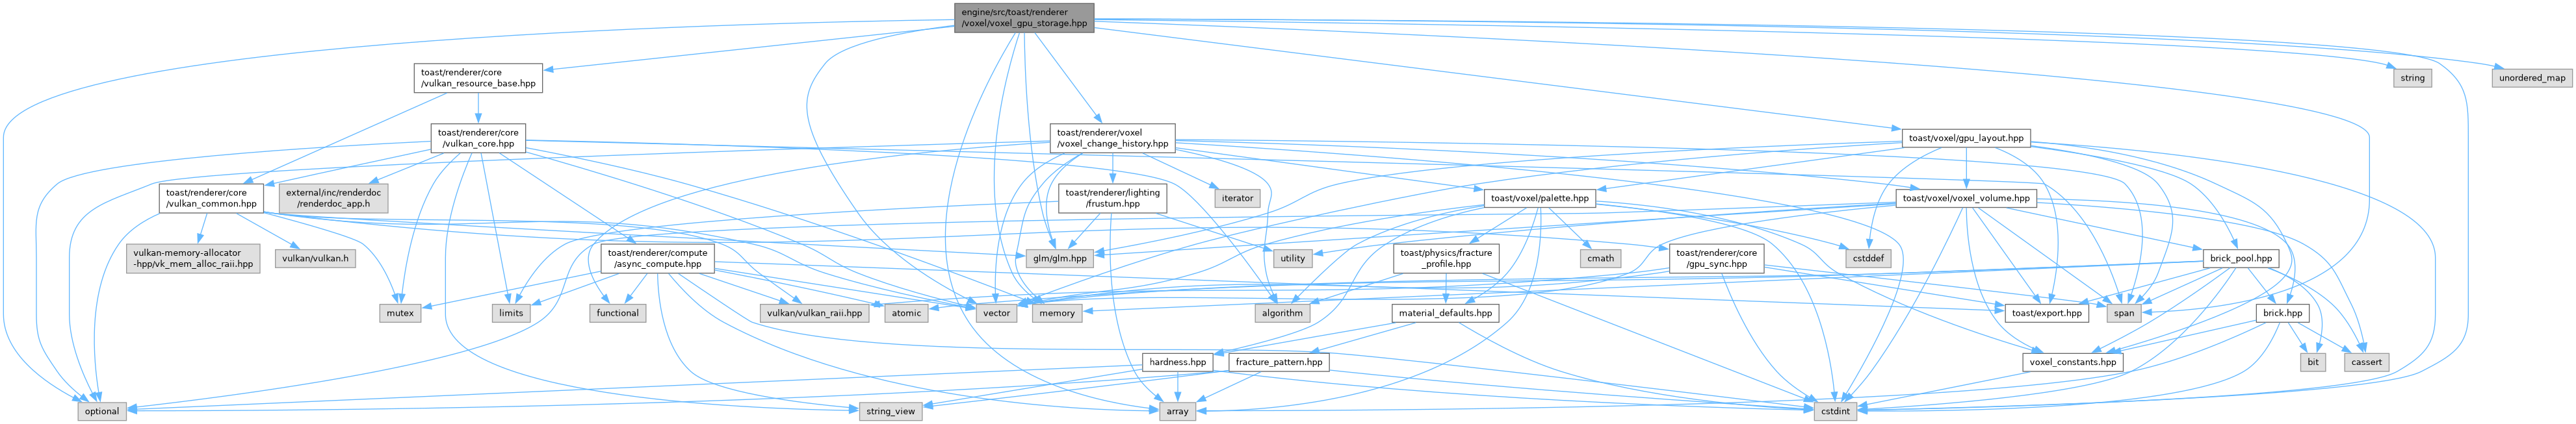 engine/src/toast/renderer
/voxel/voxel_gpu_storage.hpp
toast/renderer/core
/vulkan_resource_base.hpp
string
unordered_map
toast/renderer/core
/vulkan_core.hpp
toast/renderer/voxel
/voxel_change_history.hpp
toast/voxel/gpu_layout.hpp
toast/renderer/core
/vulkan_common.hpp
external/inc/renderdoc
/renderdoc_app.h
toast/renderer/lighting
/frustum.hpp
iterator
toast/voxel/palette.hpp
toast/voxel/voxel_volume.hpp
vulkan-memory-allocator
-hpp/vk_mem_alloc_raii.hpp
vulkan/vulkan.h
toast/renderer/compute
/async_compute.hpp
glm/glm.hpp
utility
toast/physics/fracture
_profile.hpp
cmath
toast/renderer/core
/gpu_sync.hpp
cstddef
brick_pool.hpp
mutex
limits
functional
vulkan/vulkan_raii.hpp
atomic
vector
memory
algorithm
material_defaults.hpp
toast/export.hpp
span
brick.hpp
hardness.hpp
fracture_pattern.hpp
voxel_constants.hpp
bit
cassert
optional
string_view
array
cstdint